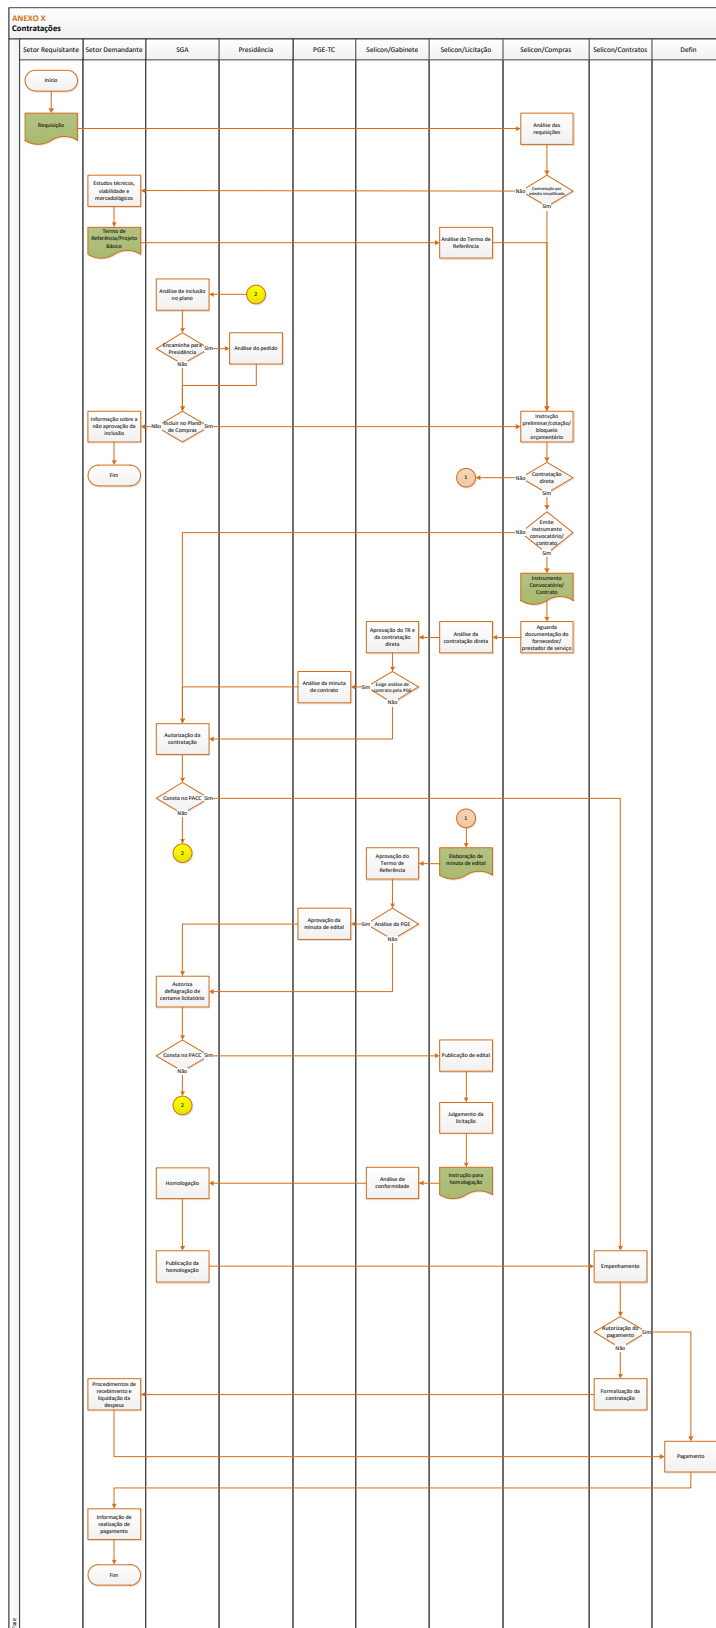 ANEXO X
Contratações
Setor Requisitante
Setor Demandante
SGA
Presidência
PGE-TC
Selicon/Gabinete
Selicon/Licitação
Selicon/Compras
Selicon/Contratos
Defin
Início
Requisição
Análise das
requisições
Estudos técnicos,
viabilidade e
mercadológicos
Não
Contratação por
adesão simplificada
Sim
Termo de
Referência/Projeto
Básico
Análise do Termo de
Referência
Análise de inclusão
no plano
2
Encaminha para
Presidência
Sim
Não
Análise do pedido
Informação sobre a
não aprovação da
inclusão
Não
Incluir no Plano
de Compras
Sim
Instrução
preliminar/cotação/
bloqueio
orçamentário
Fim
1
Não
Contratação
direta
Sim
Não
Emite
instrumento
convocatório/
contrato
Sim
Instrumento
Convocatório/
Contrato
Aprovação do TR e
da contratação
direta
Análise da
contratação direta
Aguarda
documentação do
fornecedor/
prestador de serviço
Análise da minuta
de contrato
Sim
Exige análise de
contrato pela PGE
Não
Autorização da
contratação
Consta no PACC
Sim
Não
2
1
Aprovação do
Termo de
Referência
Elaboração de
minuta de edital
Aprovação da
minuta de edital
Sim
Análise da PGE
Não
Autoriza
deflagração de
certame licitatório
Consta no PACC
Sim
Não
Publicação de edital
2
Julgamento da
licitação
Homologação
Análise de
conformidade
Instrução para
homologação
Publicação da
homologação
Empenhamento
Autorização do
pagamento
Sim
Não
Procedimentos de
recebimento e
liquidação da
despesa
Formalização da
contratação
Pagamento
Informação de
realização de
pagamento
Fim
Fase